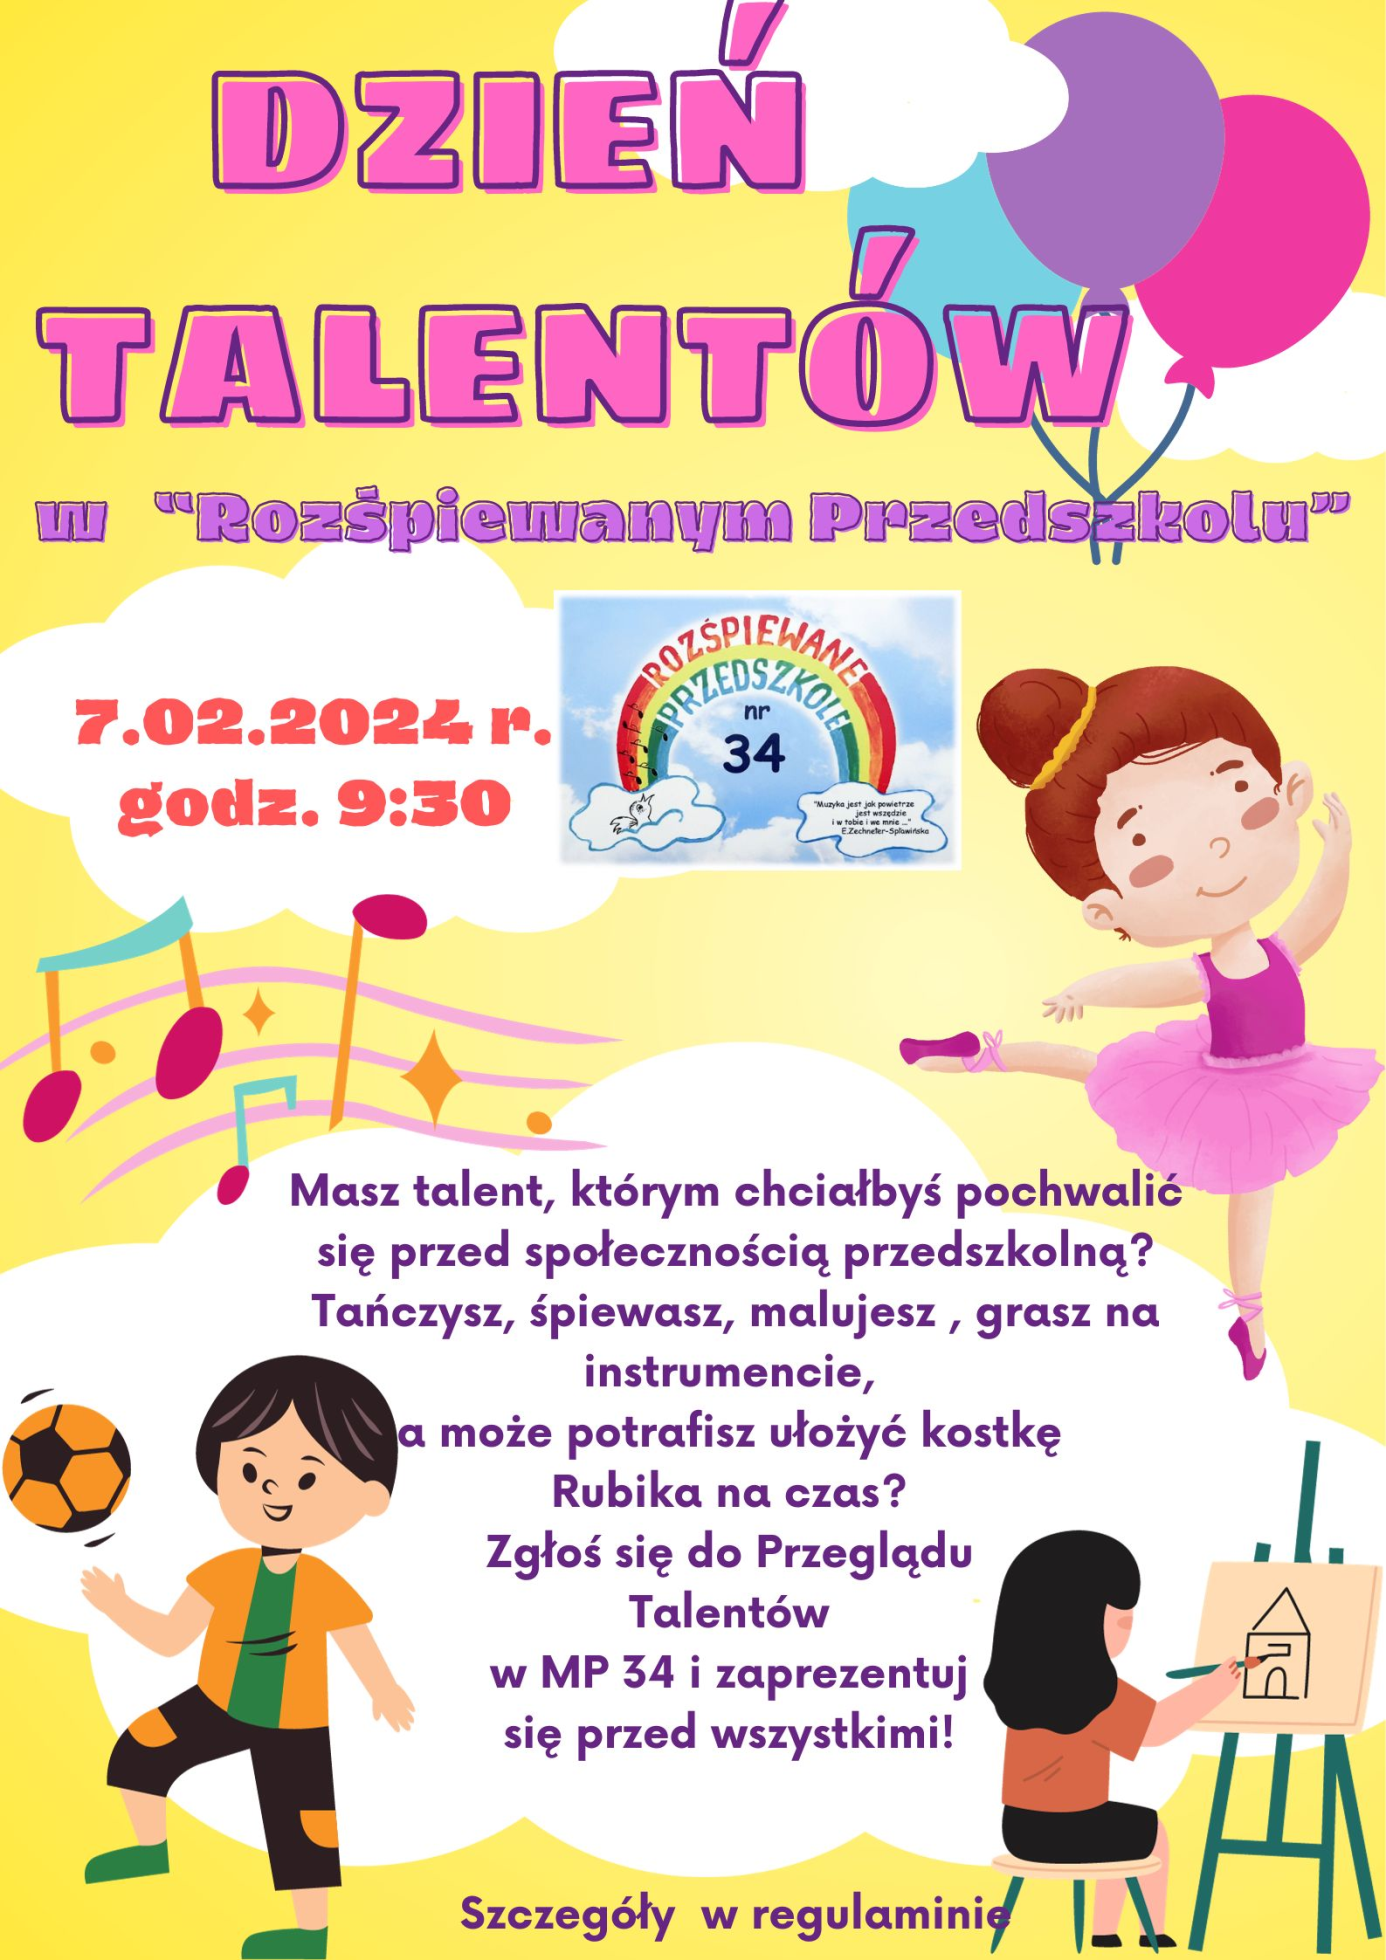 DZIEŃ
TALENTÓW
w “Rozśpiewanym Przedszkolu”
7.02.2024 r.
godz. 9:30
ROZŚPIEWANE
PRZEDSZKOLE
nr
34
"Muzyka jest jak powietrze
jest wszędzie
i w tobie i we mnie ..."
E.Zechneter-Spławińska
Masz talent, którym chciałbyś pochwalić
się przed społecznością przedszkolną?
Tańczysz, śpiewasz, malujesz , grasz na
instrumencie,
a może potrafisz ułożyć kostkę
Rubika na czas?
Zgłoś się do Przeglądu
Talentów
w MP 34 i zaprezentuj
się przed wszystkimi!
Szczegóły w regulaminie